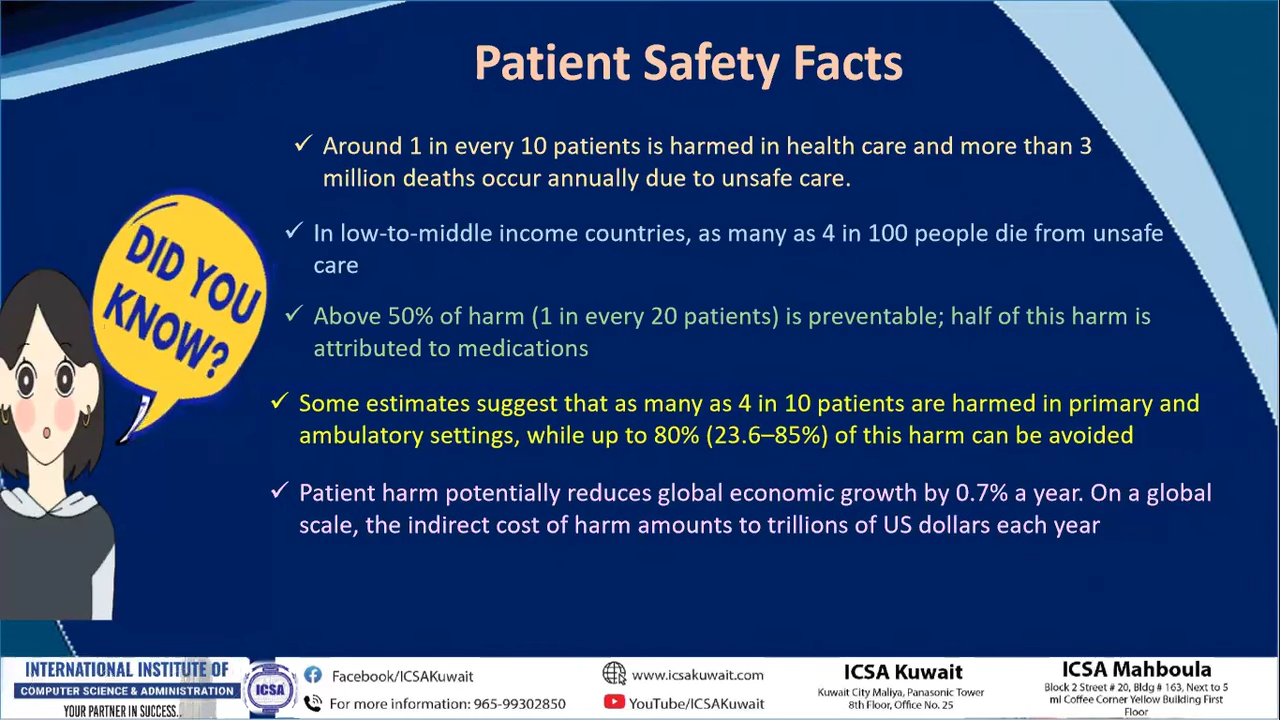 Patient Safety Facts
✓ Around 1 in every 10 patients is harmed in health care and more than 3
million deaths occur annually due to unsafe care.
✓ In low-to-middle income countries, as many as 4 in 100 people die from unsafe
care
✓ Above 50% of harm (1 in every 20 patients) is preventable; half of this harm is
attributed to medications
✓ Some estimates suggest that as many as 4 in 10 patients are harmed in primary and
ambulatory settings, while up to 80% (23.6–85%) of this harm can be avoided
✓ Patient harm potentially reduces global economic growth by 0.7% a year. On a global
scale, the indirect cost of harm amounts to trillions of US dollars each year
DID YOU
KNOW?
INTERNATIONAL INSTITUTE OF
COMPUTER SCIENCE & ADMINISTRATION
YOUR PARTNER IN SUCCESS..
ICSA
Facebook/ICSAKuwait
For more information: 965-99302850
www.icsakuwait.com
YouTube/ICSAKuwait
ICSA Kuwait
Kuwait City Maliya, Panasonic Tower
8th Floor, Office No. 25
ICSA Mahboula
Block 2 Street # 20, Bldg # 163, Next to 5
ml Coffee Corner Yellow Building First
Floor